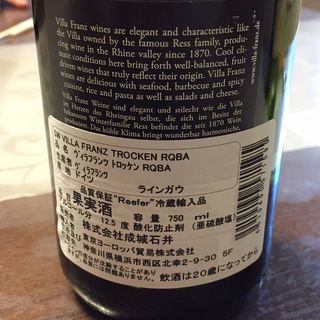 Villa Franz wines are elegant and characteristic like
the Villa owned by the famous Ress family, produc-
ing wine in the Rhine valley since 1870. Cool cli-
mate conditions here bring forth well-balanced, fruit
driven wines that truly reflect their origin. Villa Franz
wines are delicious with seafood, barbecue and spicy
cuisine, rice and pasta as well as salads and cheese.
www.villa-franz.de
Villa Franz Weine sind elegant und stilecht wie die Villa
im Herzen des Rheingau, die sich im Besitz der
bekannten Winzerfamilie Ress befindet, die seit 1870 Wein
anbaut. Das kühle Klima bringt wunderbar harmonische,
VILLA FRANZ TROCKEN RQBA
ヴィラフランツ トロッケン RQBA
ヴィラフランツ
ドイツ
ラインガウ
品質保証"Reefer"冷蔵輸入品
果実酒 容量 750 ml
12.5度 酸化防止剤 (亜硫酸塩)
株式会社成城石井
東京ヨーロッパ貿易株式会社
神奈川県横浜市西区北幸2-9-30 5F
飲酒は20歳になってから